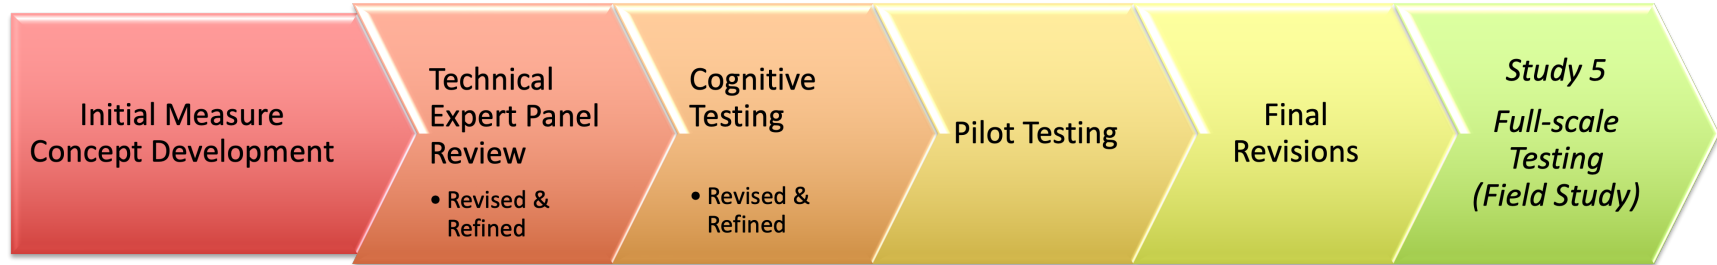 Initial Measure
Concept Development
Technical
Expert Panel
Review
• Revised &
Refined
Cognitive
Testing
• Revised &
Refined
Pilot Testing
Final
Revisions
Study 5
Full-scale
Testing
(Field Study)